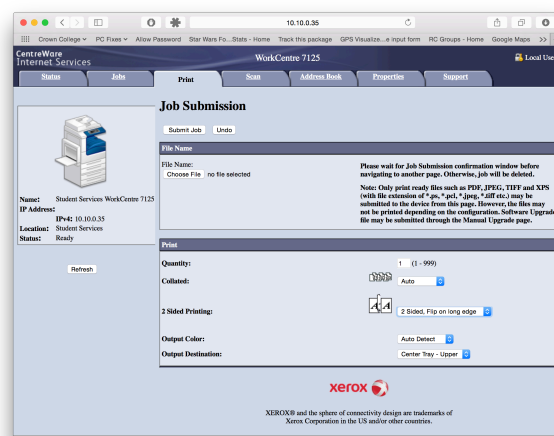 10.10.0.35
Crown College
PC Fixes
Allow Password
Star Wars Fo...Stats - Home
Track this package
GPS Visualize...e input form
RC Groups - Home
Google Maps
>>
CentreWare
Internet Services
WorkCentre 7125
Local Use
Status
Jobs
Print
Scan
Address Book
Properties
Support
Name: Student Services WorkCentre 7125
IP Address:
IPv4: 10.10.0.35
Location: Student Services
Status: Ready
Refresh
Job Submission
Submit Job
Undo
File Name
File Name:
Choose File no file selected
Please wait for Job Submission confirmation window before
navigating to another page. Otherwise, job will be deleted.
Note: Only print ready files such as PDF, JPEG, TIFF and XPS
(with file extension of *.ps, *.pcl, *.jpeg, *.tiff etc.) may be
submitted to the device from this page. However, the files may
not be printed depending on the configuration. Software Upgrade
file may be submitted through the Manual Upgrade page.
Print
Quantity: 1 (1 - 999)
Collated: Auto
2 Sided Printing: A A 2 Sided, Flip on long edge
Output Color: Auto Detect
Output Destination: Center Tray - Upper
xerox
XEROX® and the sphere of connectivity design are trademarks of
Xerox Corporation in the US and/or other countries.